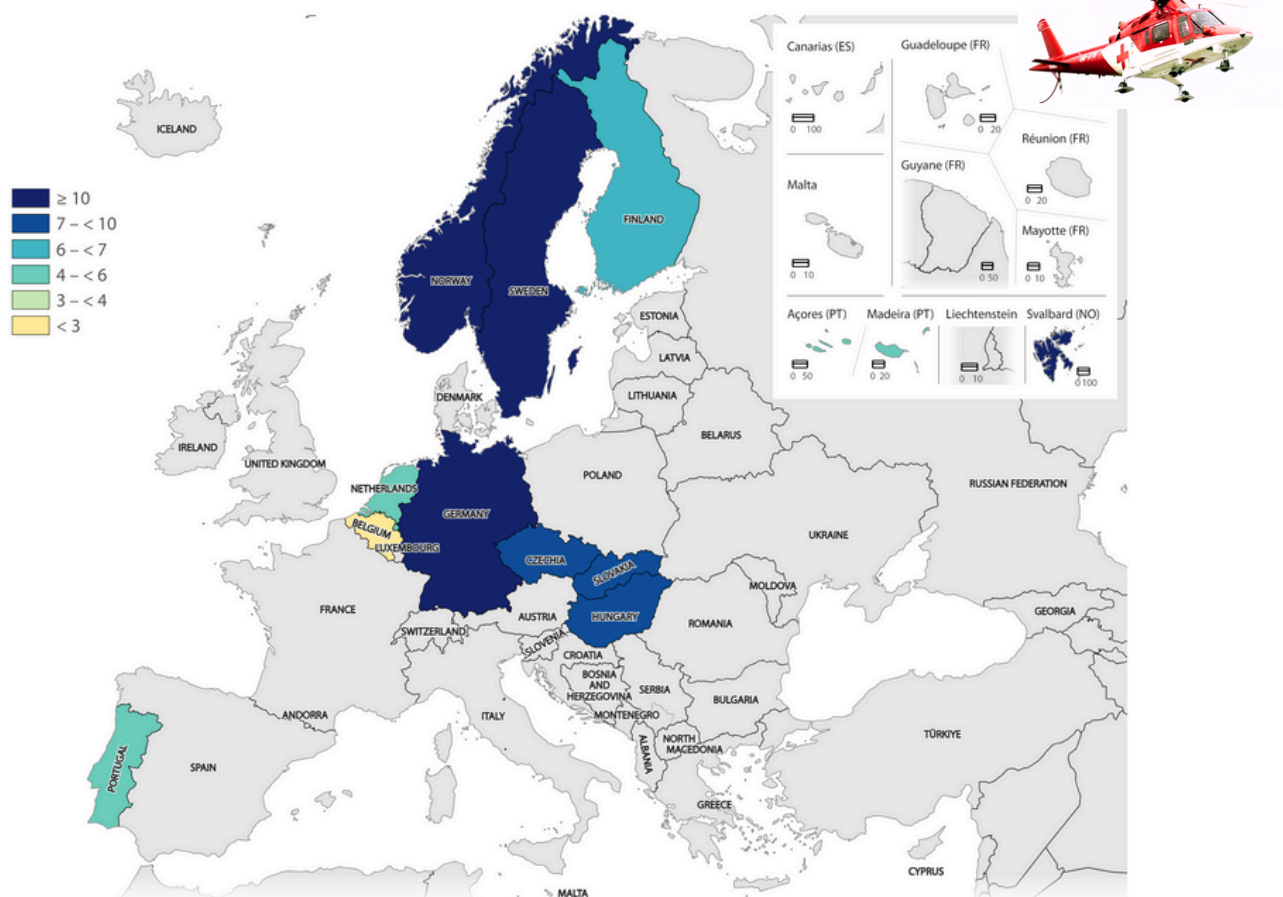 Canarias (ES)
0 100
Guadeloupe (FR)
0 20
Réunion (FR)
0 20
Guyane (FR)
0 50
Malta
0 10
Mayotte (FR)
0 10
Açores (PT)
0 50
Madeira (PT)
0 20
Liechtenstein
0 10
Svalbard (NO)
0 100
≥ 10
7 – < 10
6 – < 7
4 – < 6
3 – < 4
< 3
ICELAND
FINLAND
NORWAY
SWEDEN
ESTONIA
LATVIA
LITHUANIA
DENMARK
BELARUS
IRELAND
UNITED KINGDOM
POLAND
RUSSIAN FEDERATION
NETHERLANDS
GERMANY
BELGIUM
UKRAINE
LUXEMBOURG
CZECHIA
SLOVAKIA
MOLDOVA
FRANCE
AUSTRIA
HUNGARY
ROMANIA
GEORGIA
SWITZERLAND
SLOVENIA
CROATIA
BOSNIA
AND
HERZEGOVINA
SERBIA
BULGARIA
ANDORRA
ITALY
MONTENEGRO
NORTH
MACEDONIA
ALBANIA
TÜRKIYE
PORTUGAL
SPAIN
GREECE
CYPRUS
MALTA